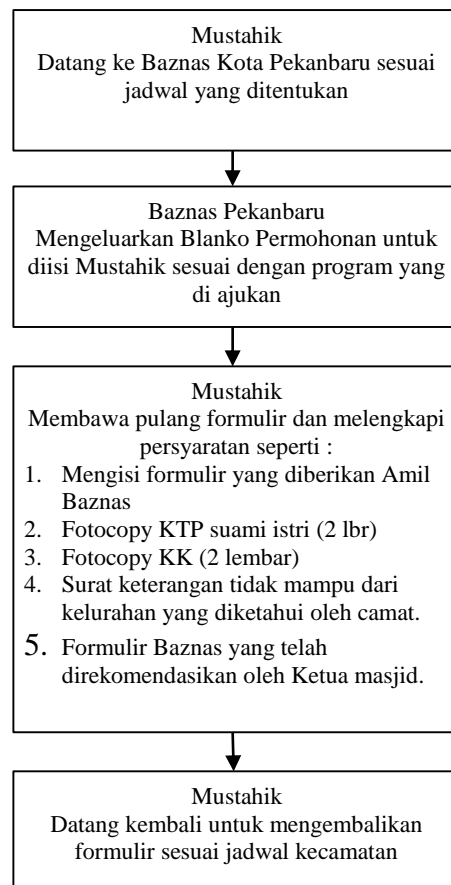 Mustahik
Datang ke Baznas Kota Pekanbaru sesuai
jadwal yang ditentukan
Baznas Pekanbaru
Mengeluarkan Blanko Permohonan untuk
diisi Mustahik sesuai dengan program yang
di ajukan
Mustahik
Membawa pulang formulir dan melengkapi
persyaratan seperti :
1. Mengisi formulir yang diberikan Amil
Baznas
2. Fotocopy KTP suami istri (2 lbr)
3. Fotocopy KK (2 lembar)
4. Surat keterangan tidak mampu dari
kelurahan yang diketahui oleh camat.
5. Formulir Baznas yang telah
direkomendasikan oleh Ketua masjid.
Mustahik
Datang kembali untuk mengembalikan
formulir sesuai jadwal kecamatan